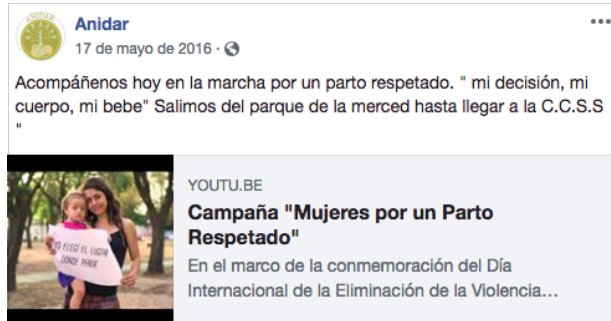 ANIDAR
Anidar
17 de mayo de 2016 ·
Acompáñenos hoy en la marcha por un parto respetado. " mi decisión, mi
cuerpo, mi bebe" Salimos del parque de la merced hasta llegar a la C.C.S.S
"
YOUTU.BE
Campaña "Mujeres por un Parto
Respetado"
En el marco de la conmemoración del Día
Internacional de la Eliminación de la Violencia...
YO ELEGÍ EL LUGAR
DONDE PARIR